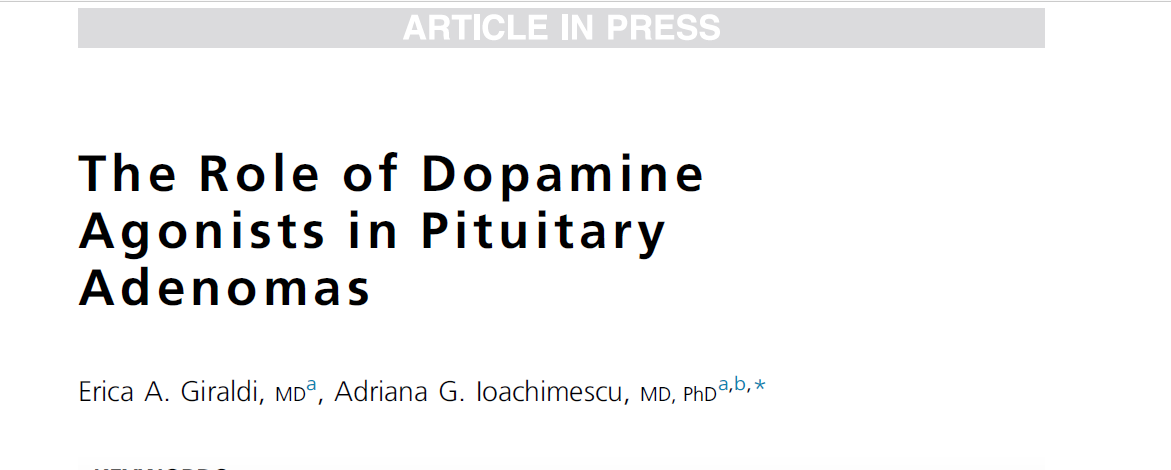 ARTICLE IN PRESS
The Role of Dopamine
Agonists in Pituitary
Adenomas
Erica A. Giraldi, MDa, Adriana G. Ioachimescu, MD, PhDa,b,*